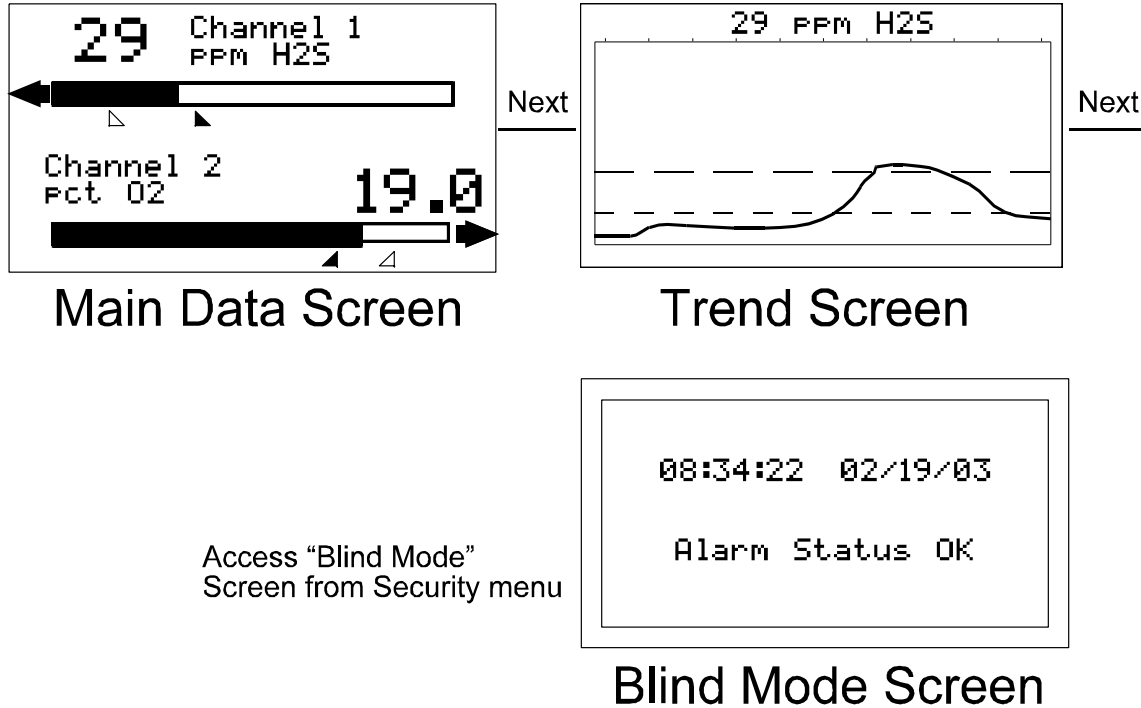 29 Channel 1
ppm H2S
Channel 2
pct O2
19.0
Main Data Screen
Next
29 ppm H2S
Trend Screen
Next
08:34:22 02/19/03
Alarm Status OK
Access “Blind Mode”
Screen from Security menu
Blind Mode Screen